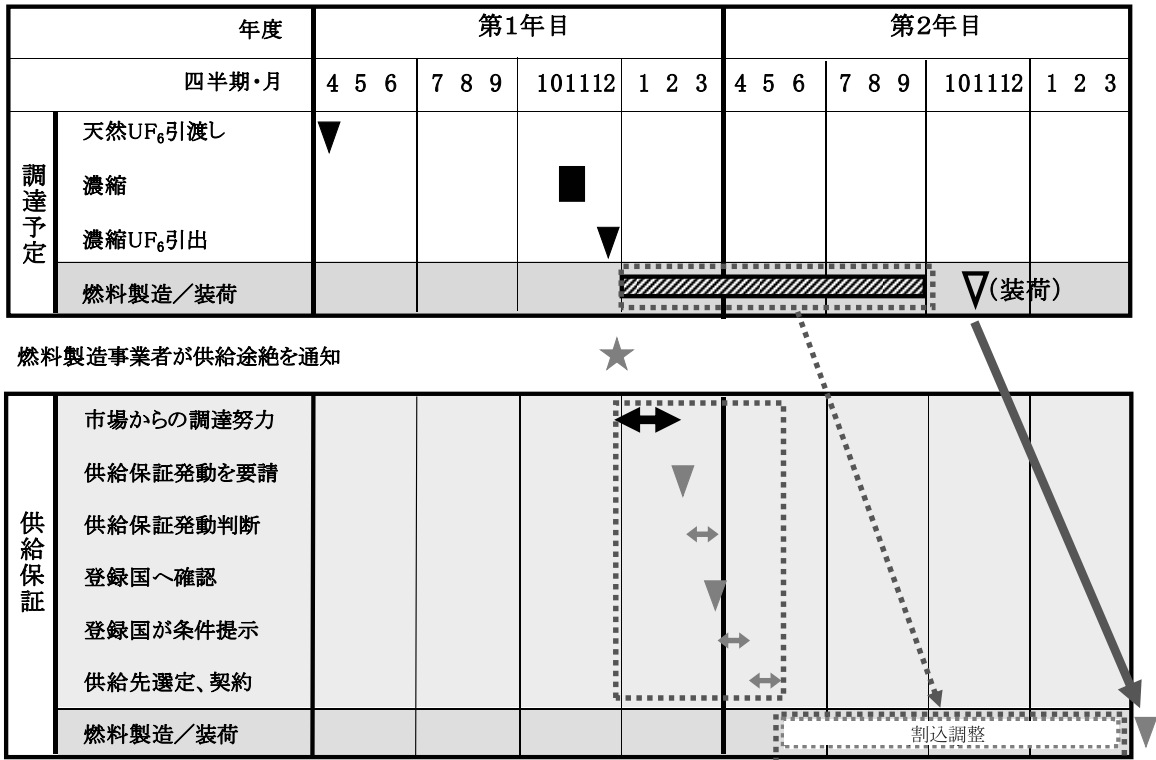 年度 第1年目 第2年目
四半期・月 4 5 6 7 8 9 101112 1 2 3 4 5 6 7 8 9 101112 1 2 3
調達予定
天然UF6引渡し
濃縮
濃縮UF6引出
燃料製造／装荷 (装荷)
燃料製造事業者が供給途絶を通知
供給保証
市場からの調達努力
供給保証発動を要請
供給保証発動判断
登録国へ確認
登録国が条件提示
供給先選定、契約
燃料製造／装荷 割込調整